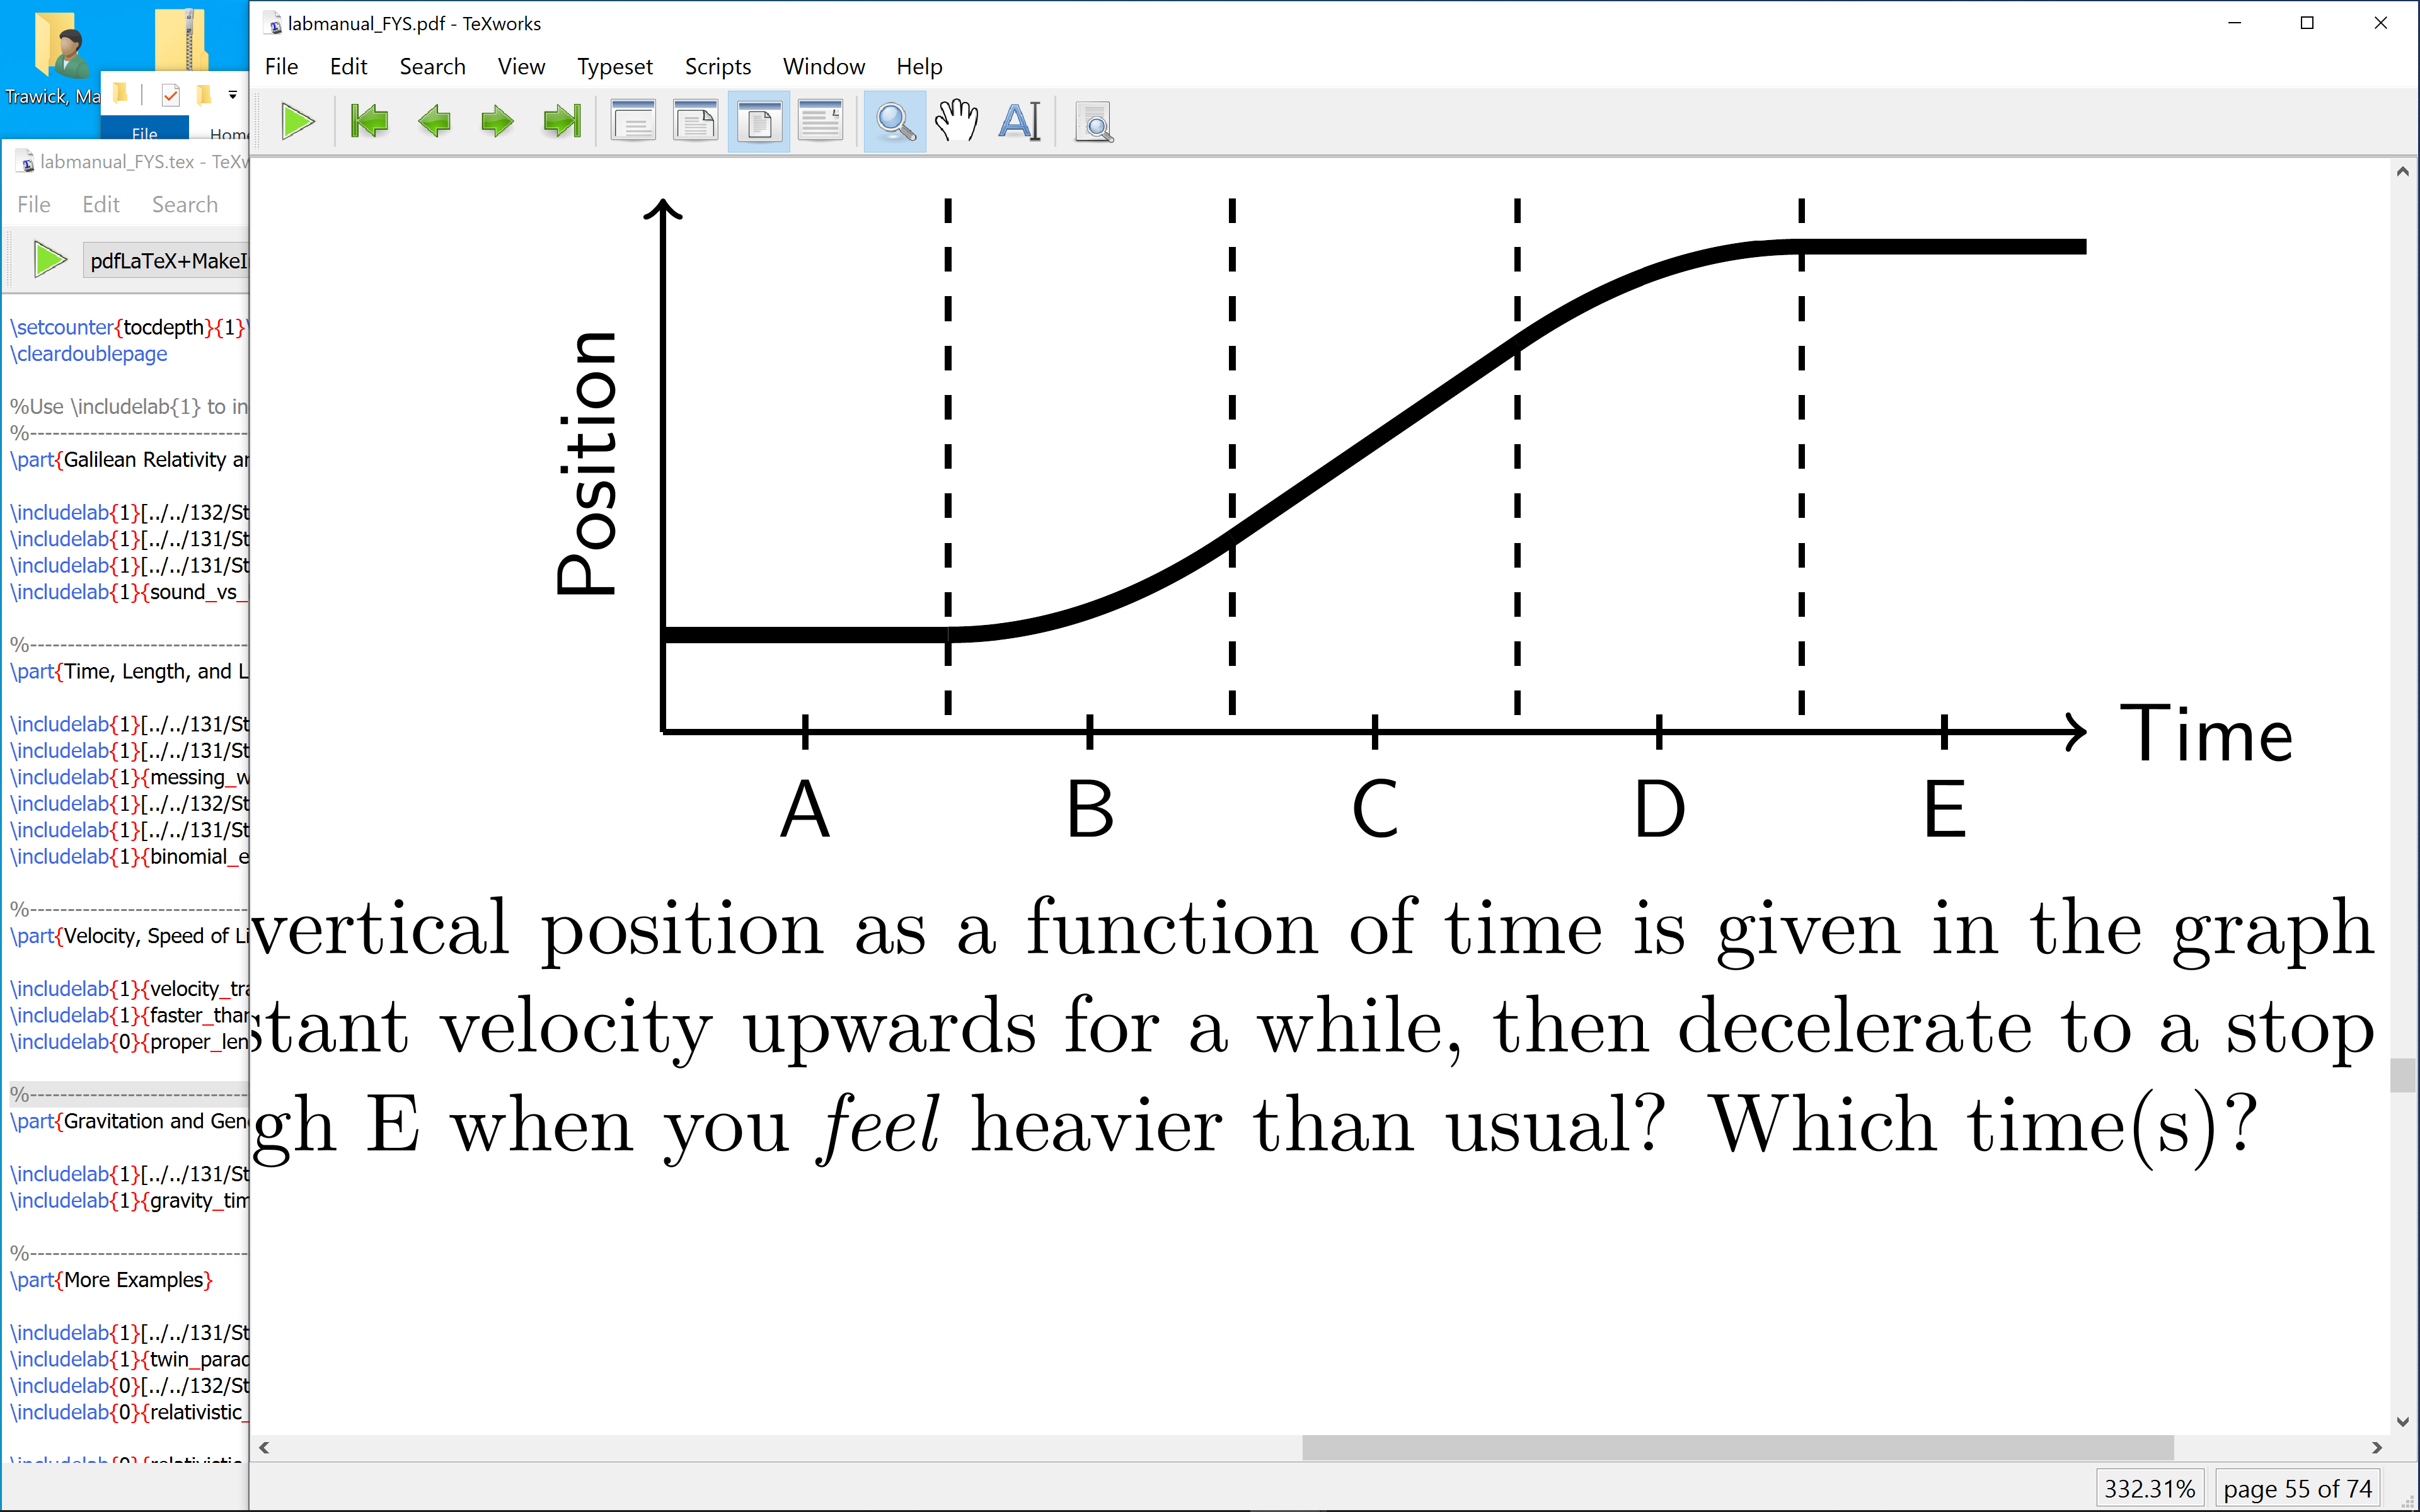 Trawick, Ma
File
Home
labmanual_FYS.tex - TeXw
File Edit Search
pdfLaTeX+MakeI
\setcounter{tocdepth}{1}\
\cleardoublepage
%Use \includelab{1} to in
%--------------------------
\part{Galilean Relativity an
\includelab{1}[../../132/St
\includelab{1}[../../131/St
\includelab{1}[../../131/St
\includelab{1}{sound_vs_
%--------------------------
\part{Time, Length, and L
\includelab{1}[../../131/St
\includelab{1}[../../131/St
\includelab{1}{messing_w
\includelab{1}[../../132/St
\includelab{1}[../../131/St
\includelab{1}{binomial_e
%--------------------------
\part{Velocity, Speed of Li
\includelab{1}{velocity_tra
\includelab{1}{faster_than
\includelab{0}{proper_len
%--------------------------
\part{Gravitation and Gen
\includelab{1}[../../131/St
\includelab{1}{gravity_tim
%--------------------------
\part{More Examples}
\includelab{1}[../../131/St
\includelab{1}{twin_parad
\includelab{0}[../../132/St
\includelab{0}{relativistic_
labmanual_FYS.pdf - TeXworks
File Edit Search View Typeset Scripts Window Help
Position
Time
A B C D E
vertical position as a function of time is given in the graph
stant velocity upwards for a while, then decelerate to a stop
gh E when you feel heavier than usual? Which time(s)?
332.31% page 55 of 74